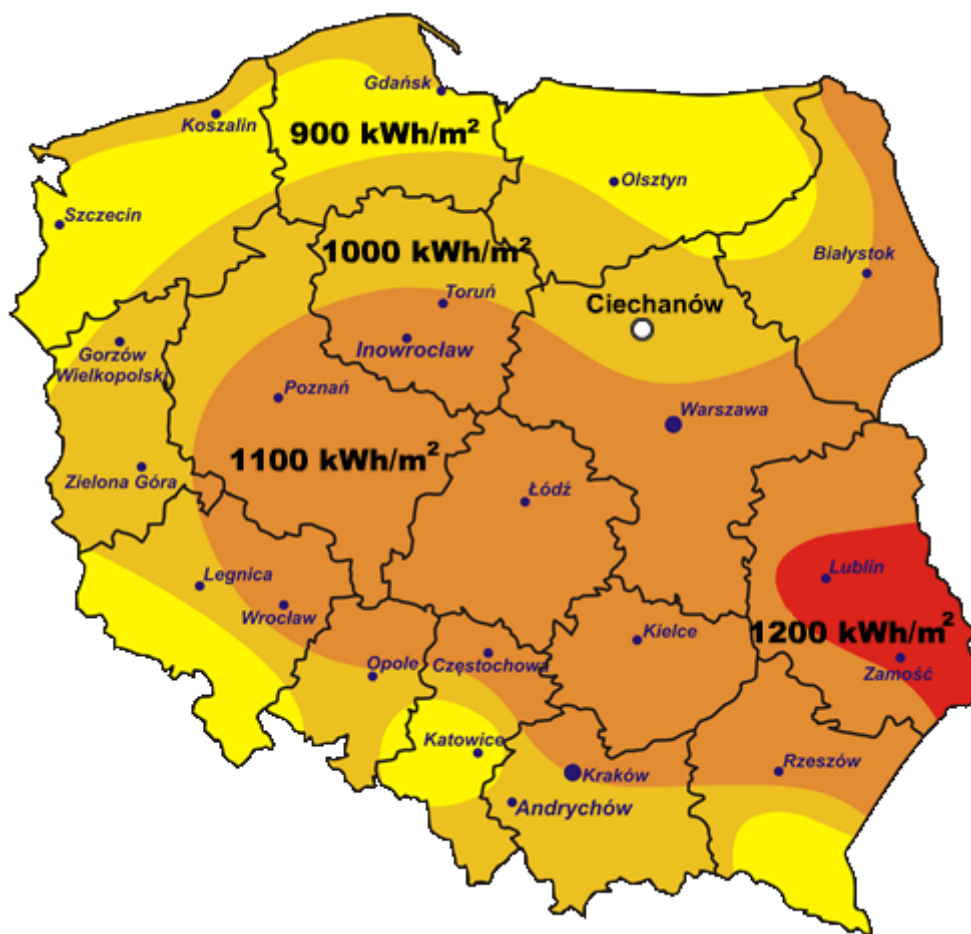 Gdańsk
Koszalin
900 kWh/m²
Olsztyn
Szczecin
1000 kWh/m²
Białystok
Toruń
Ciechanów
Gorzów
Wielkopolski
Inowrocław
Poznań
Warszawa
1100 kWh/m²
Zielona Góra
Łódź
Legnica
Lublin
Wrocław
Kielce
1200 kWh/m²
Opole
Częstochowa
Zamość
Katowice
Kraków
Rzeszów
Andrychów